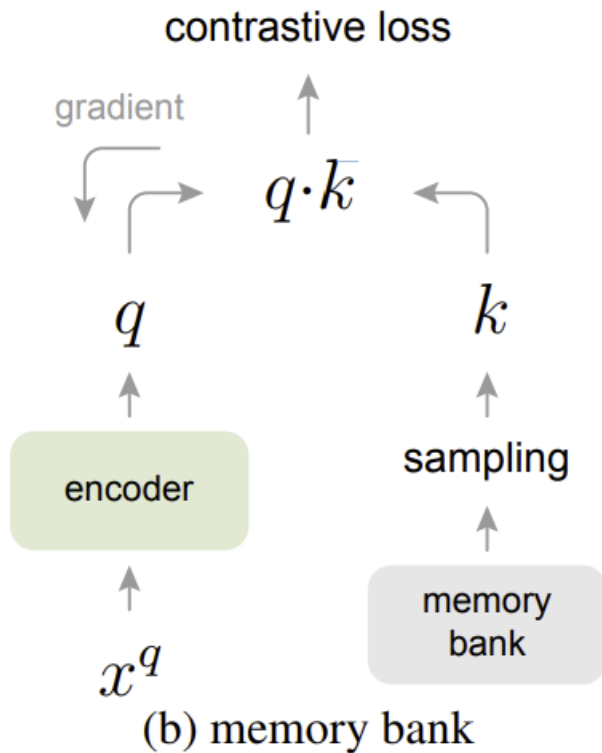 contrastive loss
gradient
q·k
q
k
encoder
sampling
memory
bank
x^q
(b) memory bank